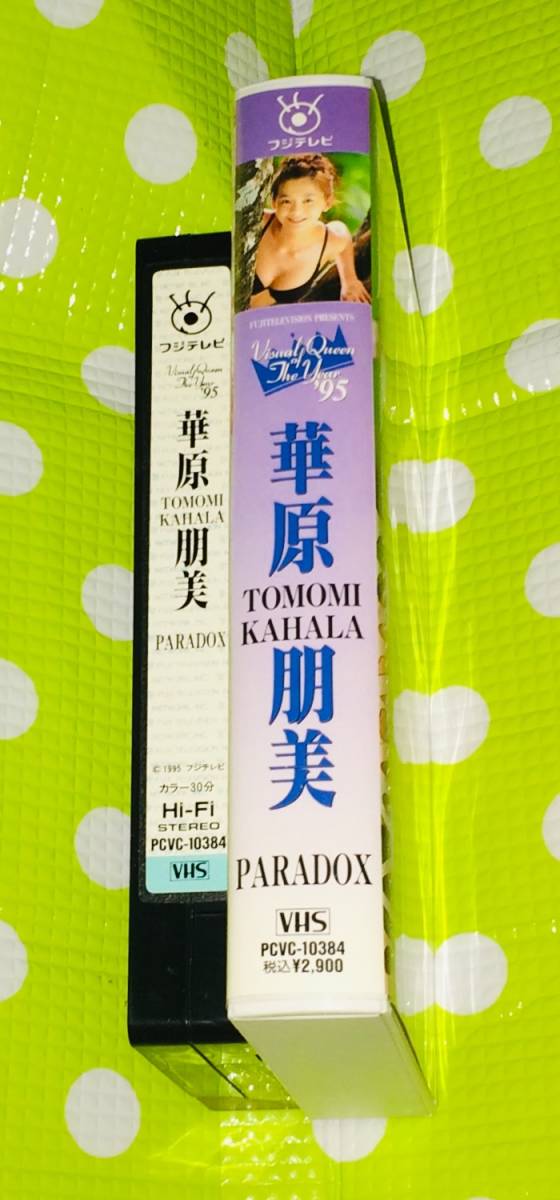 フジテレビ
Visual Queen
of
The Year
'95
華原
TOMOMI
KAHALA
朋美
PARADOX
© 1995 フジテレビ
カラー30分
Hi-Fi
STEREO
PCVC-10384
VHS
フジテレビ
FUJITELEVISION PRESENTS
Visual Queen
of
The Year
'95
華原
TOMOMI
KAHALA
朋美
PARADOX
VHS
PCVC-10384
税込¥2,900